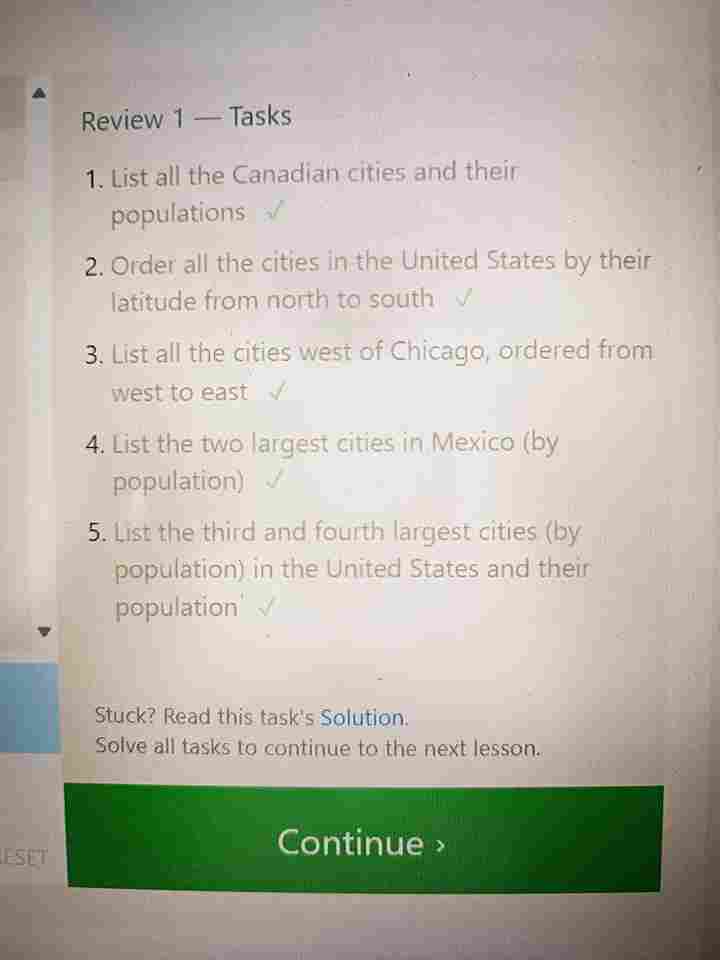 Review 1 — Tasks
1. List all the Canadian cities and their
populations ✓
2. Order all the cities in the United States by their
latitude from north to south ✓
3. List all the cities west of Chicago, ordered from
west to east ✓
4. List the two largest cities in Mexico (by
population) ✓
5. List the third and fourth largest cities (by
population) in the United States and their
population ✓
Stuck? Read this task's Solution.
Solve all tasks to continue to the next lesson.
Continue ›
ESET